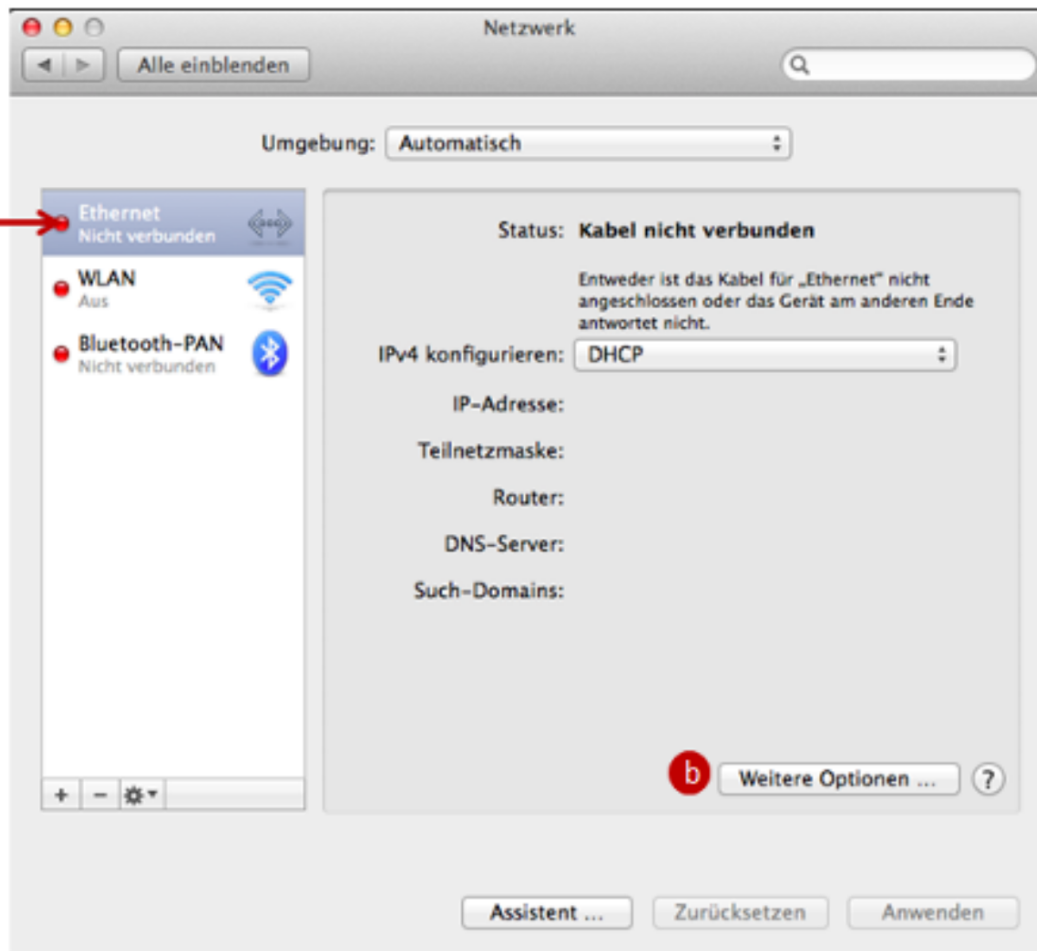 Netzwerk
Alle einblenden
Umgebung: Automatisch
Ethernet
Nicht verbunden
WLAN
Aus
Bluetooth-PAN
Nicht verbunden
Status: Kabel nicht verbunden
Entweder ist das Kabel für „Ethernet“ nicht
angeschlossen oder das Gerät am anderen Ende
antwortet nicht.
IPv4 konfigurieren: DHCP
IP-Adresse:
Teilnetzmaske:
Router:
DNS-Server:
Such-Domains:
b Weitere Optionen ... ?
+ −
Assistent ... Zurücksetzen Anwenden